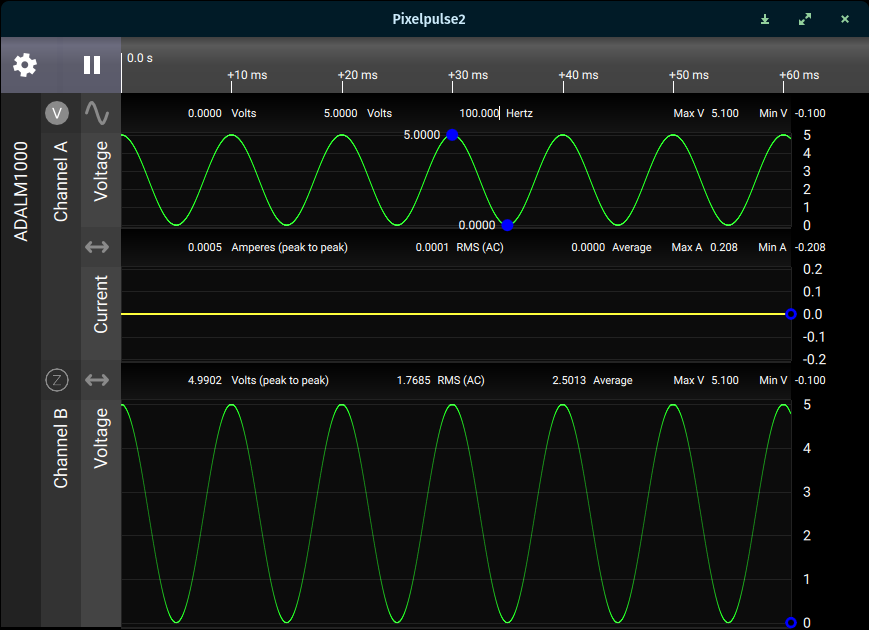 Pixelpulse2
0.0 s
+10 ms +20 ms +30 ms +40 ms +50 ms +60 ms
ADALM1000
Channel A
V
Voltage
0.0000 Volts 5.0000 Volts 100.000 Hertz Max V 5.100 Min V -0.100
5.0000
0.0000
5
4
3
2
1
0
Current
0.0005 Amperes (peak to peak) 0.0001 RMS (AC) 0.0000 Average Max A 0.208 Min A -0.208
0.2
0.1
0.0
-0.1
-0.2
Channel B
Z
Voltage
4.9902 Volts (peak to peak) 1.7685 RMS (AC) 2.5013 Average Max V 5.100 Min V -0.100
5
4
3
2
1
0